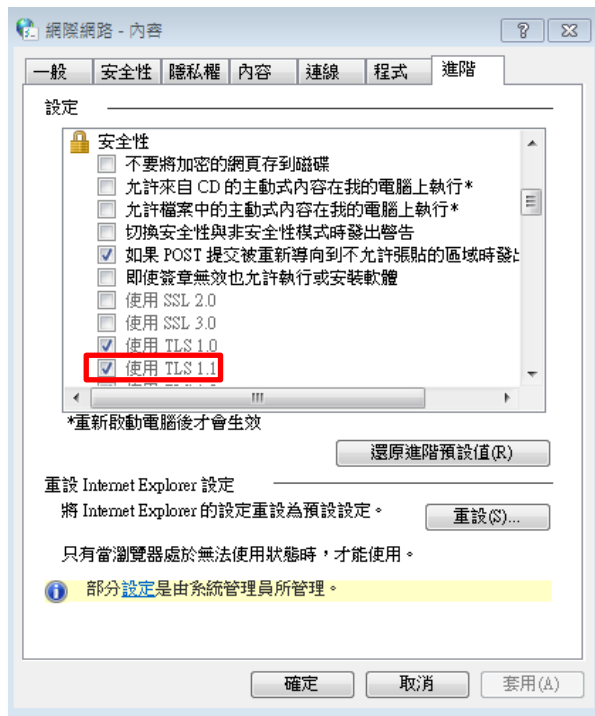 網際網路 - 內容
一般 安全性 隱私權 內容 連線 程式 進階
設定
安全性
不要將加密的網頁存到磁碟
允許來自 CD 的主動式內容在我的電腦上執行*
允許檔案中的主動式內容在我的電腦上執行*
切換安全性與非安全性模式時發出警告
如果 POST 提交被重新導向到不允許張貼的區域時發出
即使簽章無效也允許執行或安裝軟體
使用 SSL 2.0
使用 SSL 3.0
使用 TLS 1.0
使用 TLS 1.1
*重新啟動電腦後才會生效
還原進階預設值(R)
重設 Internet Explorer 設定
將 Internet Explorer 的設定重設為預設設定。
重設(S)...
只有當瀏覽器處於無法使用狀態時，才能使用。
部分設定是由系統管理員所管理。
確定 取消 套用(A)